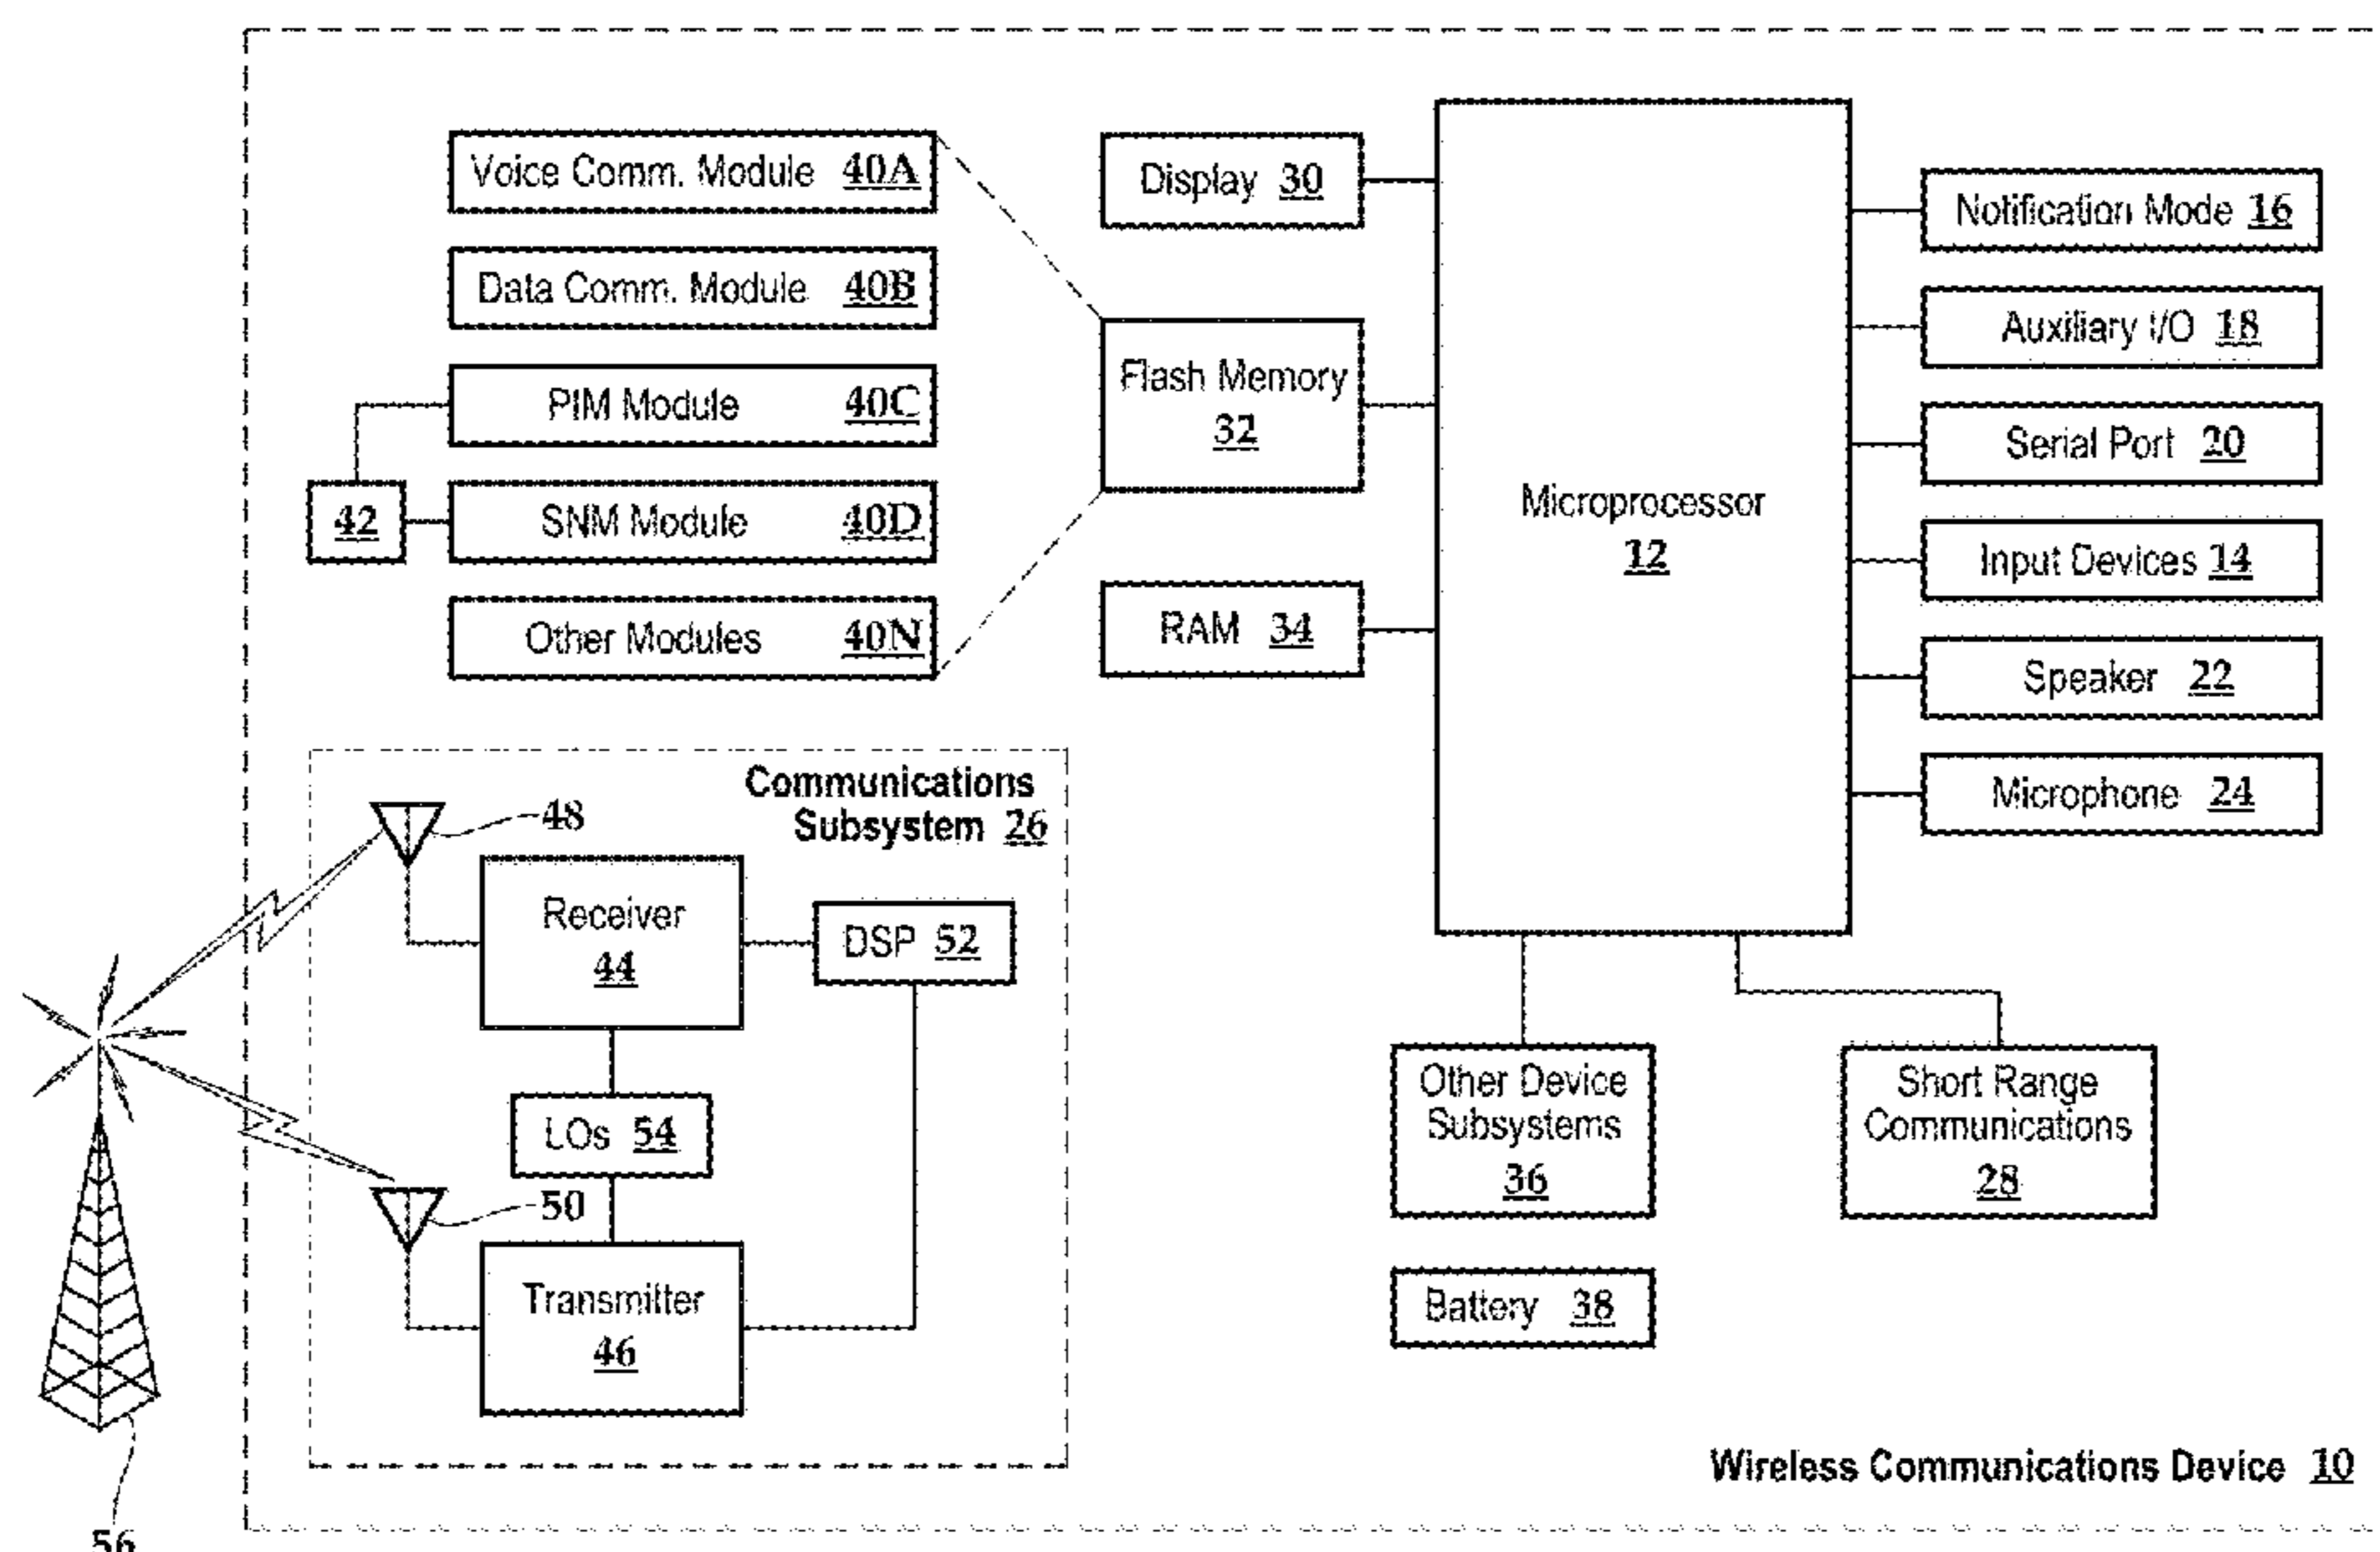 Voice Comm. Module 40A
Data Comm. Module 40B
PIM Module 40C
42
SNM Module 40D
Other Modules 40N
Display 30
Flash Memory
32
RAM 34
Microprocessor
12
Notification Mode 16
Auxiliary I/O 18
Serial Port 20
Input Devices 14
Speaker 22
Microphone 24
Communications
Subsystem 26
48
Receiver
44
DSP 52
LOs 54
50
Transmitter
46
Other Device
Subsystems
36
Short Range
Communications
28
Battery 38
Wireless Communications Device 10
56